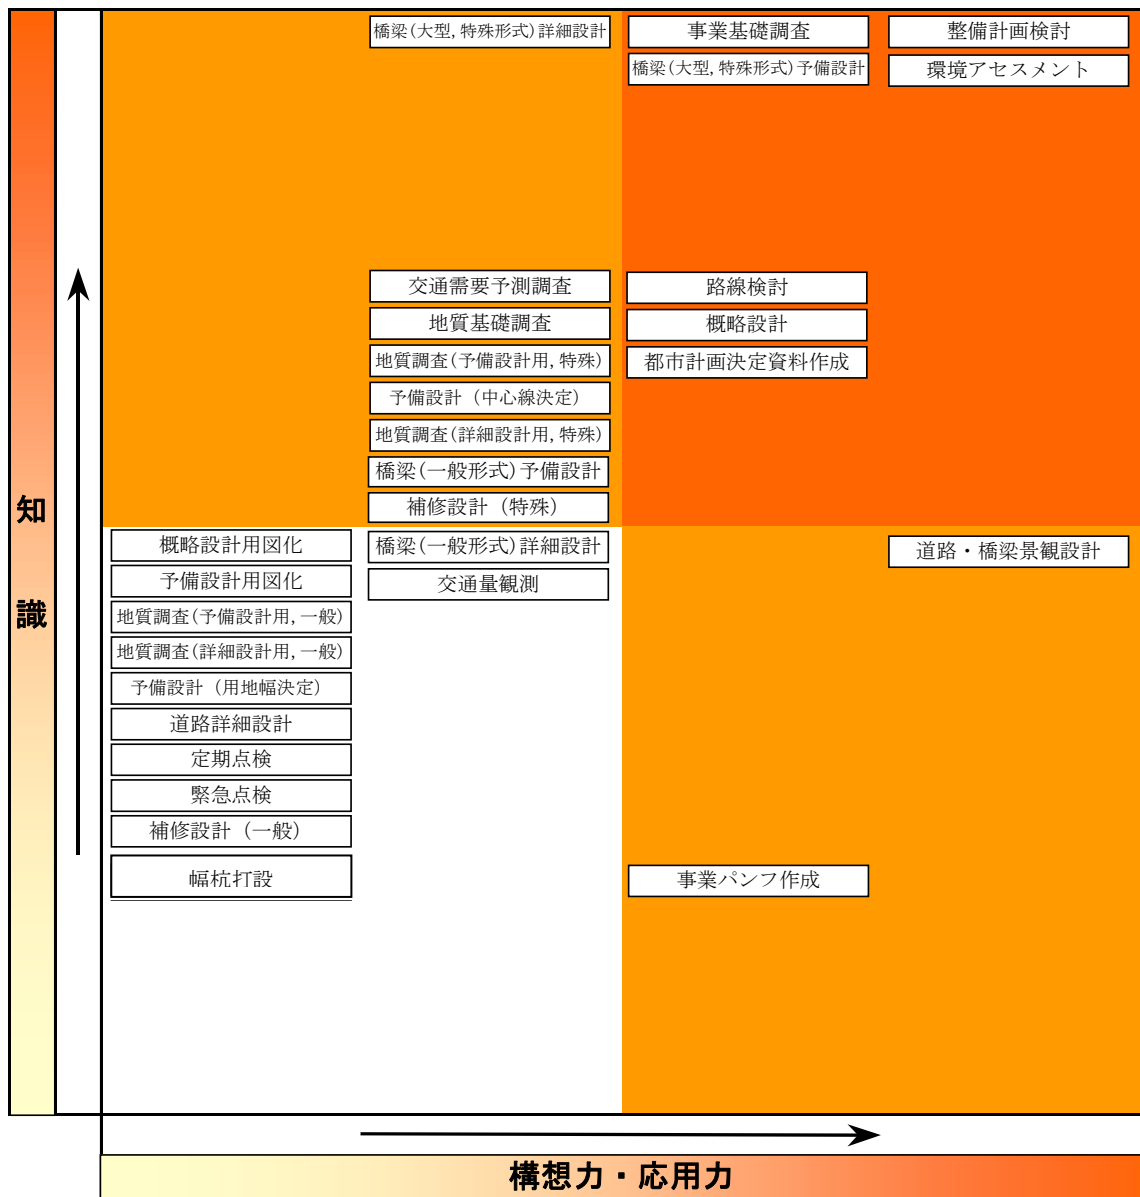 橋梁(大型,特殊形式)詳細設計
事業基礎調査
整備計画検討
橋梁(大型,特殊形式)予備設計
環境アセスメント
交通需要予測調査
路線検討
地質基礎調査
概略設計
地質調査(予備設計用,特殊)
都市計画決定資料作成
予備設計（中心線決定）
地質調査(詳細設計用,特殊)
橋梁(一般形式)予備設計
補修設計（特殊）
知
識
概略設計用図化
橋梁(一般形式)詳細設計
道路・橋梁景観設計
予備設計用図化
交通量観測
地質調査(予備設計用,一般)
地質調査(詳細設計用,一般)
予備設計（用地幅決定）
道路詳細設計
定期点検
緊急点検
補修設計（一般）
幅杭打設
事業パンフ作成
構想力・応用力